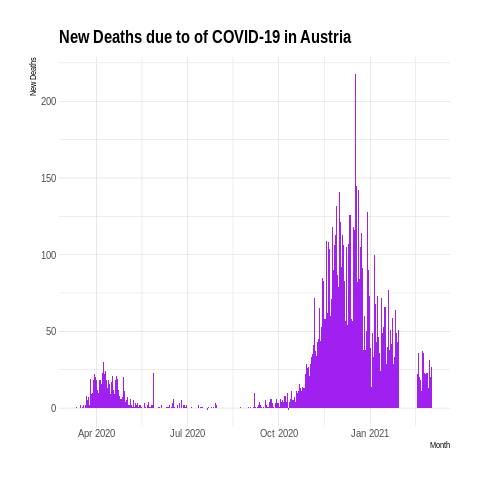 New Deaths due to of COVID-19 in Austria
New Deaths
200
150
100
50
0
Apr 2020 Jul 2020 Oct 2020 Jan 2021
Month